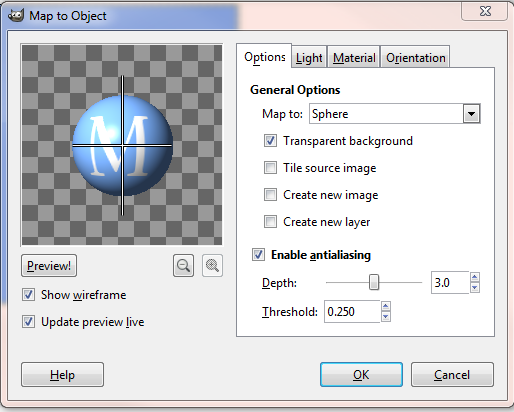 Map to Object
M
Preview!
Show wireframe
Update preview live
Options Light Material Orientation
General Options
Map to: Sphere
Transparent background
Tile source image
Create new image
Create new layer
Enable antialiasing
Depth: 3.0
Threshold: 0.250
Help OK Cancel